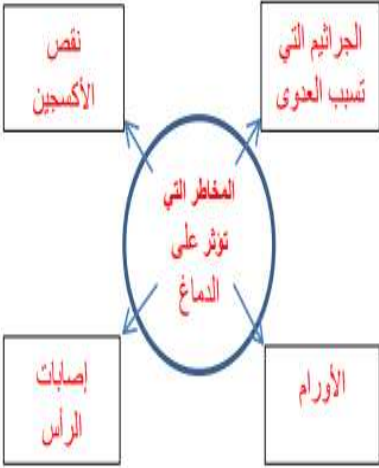 الجراثيم التي
تسبب العدوى
نقص
الأكسجين
المخاطر التي
تؤثر على
الدماغ
الأورام
إصابات
الرأس